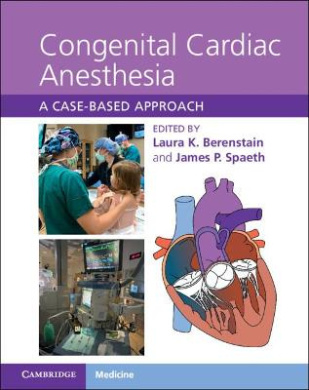 Congenital Cardiac
Anesthesia
A CASE-BASED APPROACH
EDITED BY
Laura K. Berenstain
and James P. Spaeth
CAMBRIDGE
Medicine